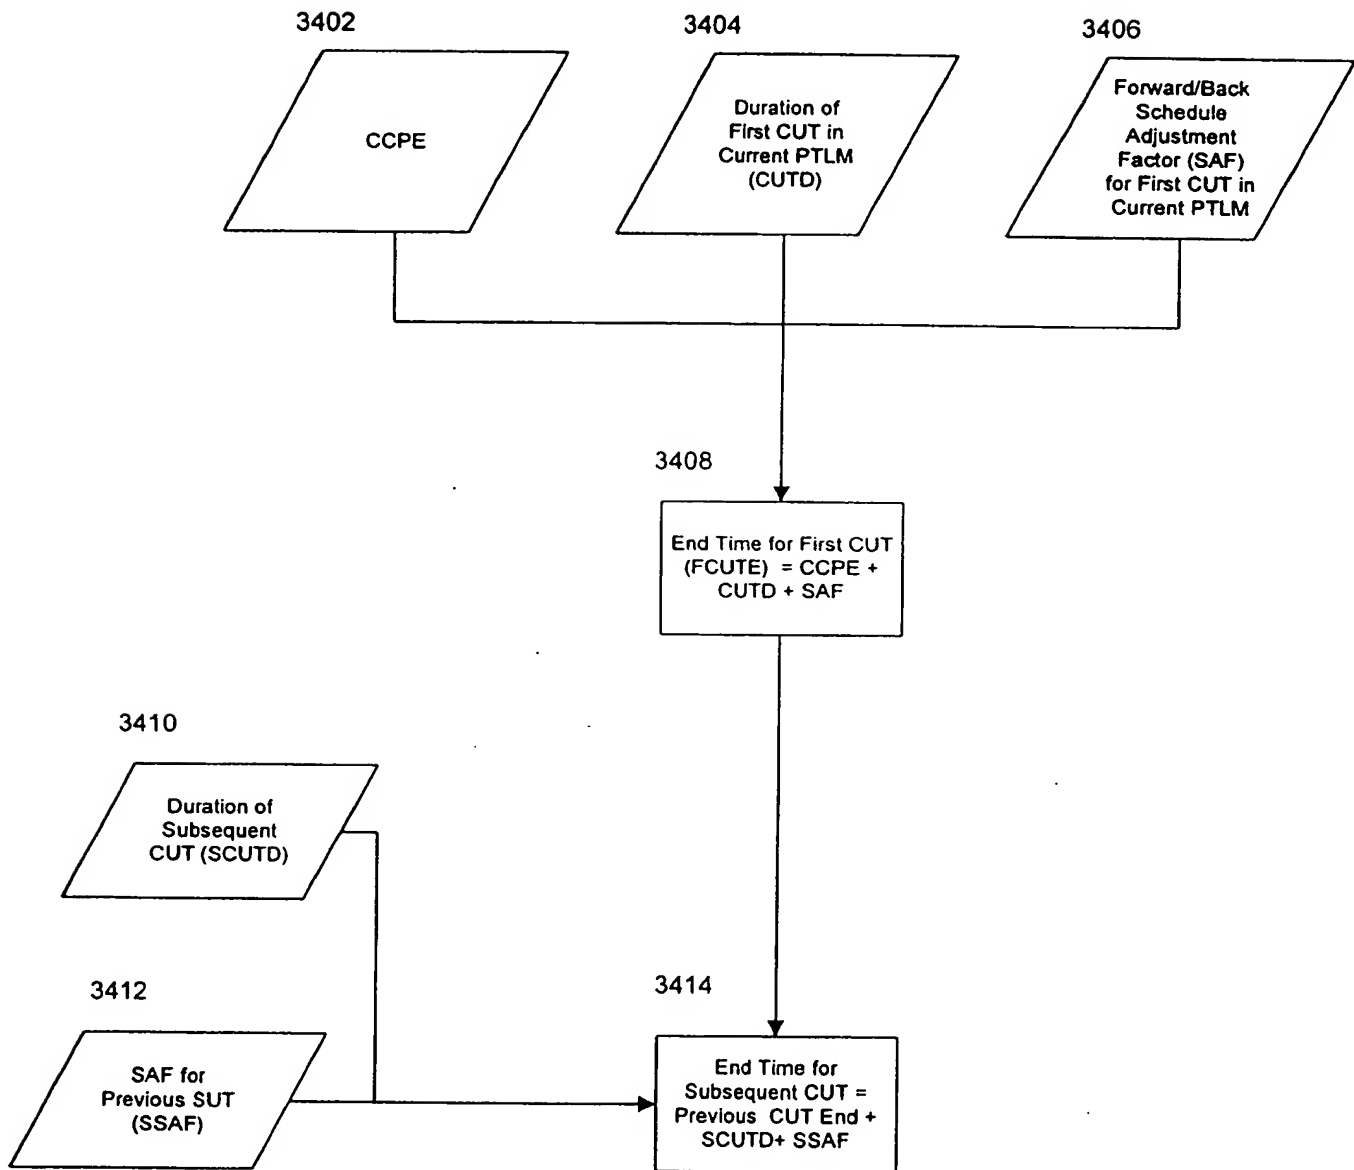 3402
3404
3406
CCPE
Duration of
First CUT in
Current PTLM
(CUTD)
Forward/Back
Schedule
Adjustment
Factor (SAF)
for First CUT in
Current PTLM
3408
End Time for First CUT
(FCUTE) = CCPE +
CUTD + SAF
3410
Duration of
Subsequent
CUT (SCUTD)
3412
SAF for
Previous SUT
(SSAF)
3414
End Time for
Subsequent CUT =
Previous CUT End +
SCUTD+ SSAF